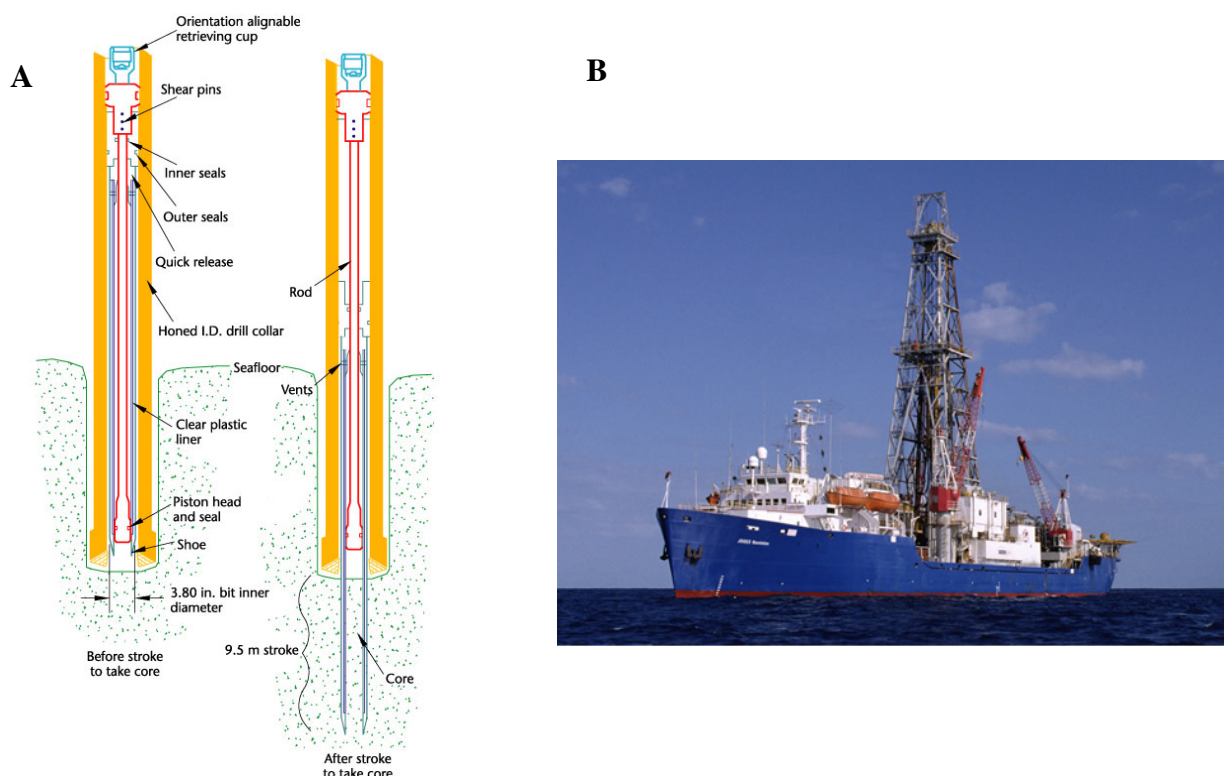 A
Orientation alignable
retrieving cup
Shear pins
Inner seals
Outer seals
Quick release
Honed I.D. drill collar
Clear plastic
liner
Piston head
and seal
Shoe
3.80 in. bit inner
diameter
Before stroke
to take core
Rod
Seafloor
Vents
9.5 m stroke
Core
After stroke
to take core
B
JOIDES Resolution